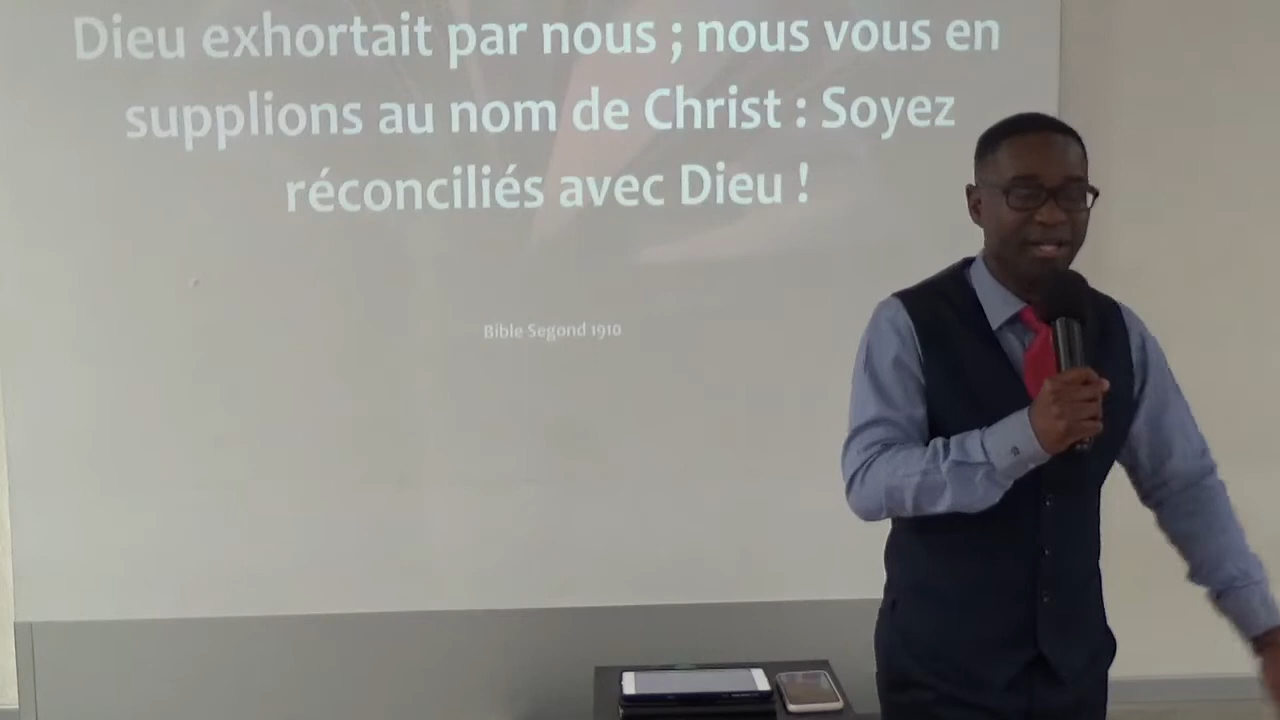 Dieu exhortait par nous ; nous vous en
supplions au nom de Christ : Soyez
réconciliés avec Dieu !
Bible Segond 1910